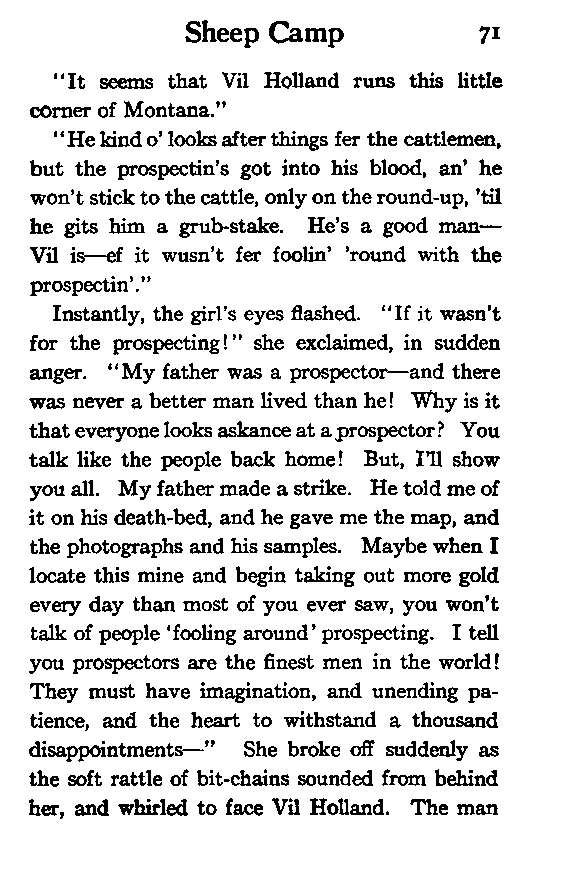 Sheep Camp 71
"It seems that Vil Holland runs this little
corner of Montana."
"He kind o' looks after things fer the cattlemen,
but the prospectin's got into his blood, an' he
won't stick to the cattle, only on the round-up, 'til
he gits him a grub-stake. He's a good man—
Vil is—ef it wusn't fer foolin' 'round with the
prospectin'."
Instantly, the girl's eyes flashed. "If it wasn't
for the prospecting!" she exclaimed, in sudden
anger. "My father was a prospector—and there
was never a better man lived than he! Why is it
that everyone looks askance at a prospector? You
talk like the people back home! But, I'll show
you all. My father made a strike. He told me of
it on his death-bed, and he gave me the map, and
the photographs and his samples. Maybe when I
locate this mine and begin taking out more gold
every day than most of you ever saw, you won't
talk of people 'fooling around' prospecting. I tell
you prospectors are the finest men in the world!
They must have imagination, and unending pa-
tience, and the heart to withstand a thousand
disappointments—" She broke off suddenly as
the soft rattle of bit-chains sounded from behind
her, and whirled to face Vil Holland. The man